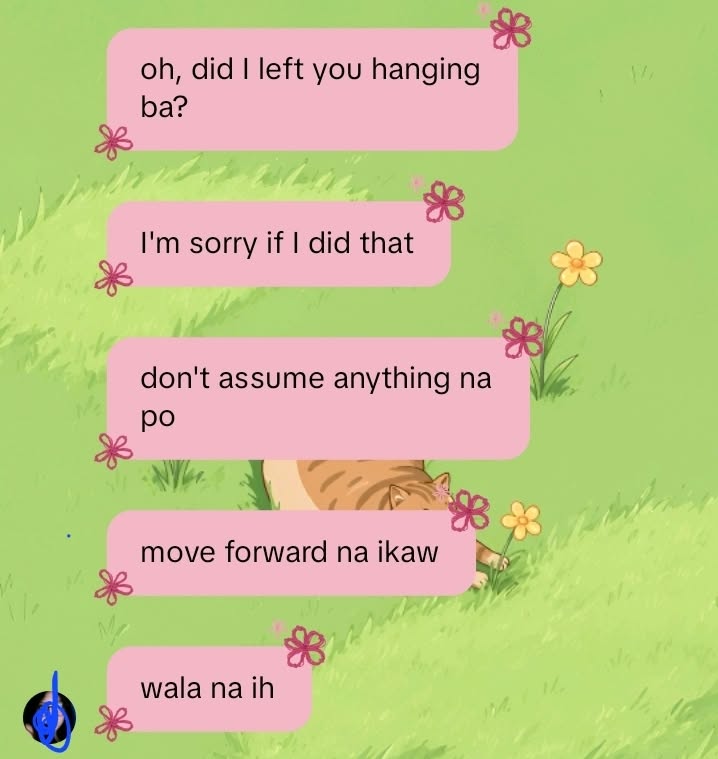 oh, did I left you hanging
ba?
I'm sorry if I did that
don't assume anything na
po
move forward na ikaw
wala na ih